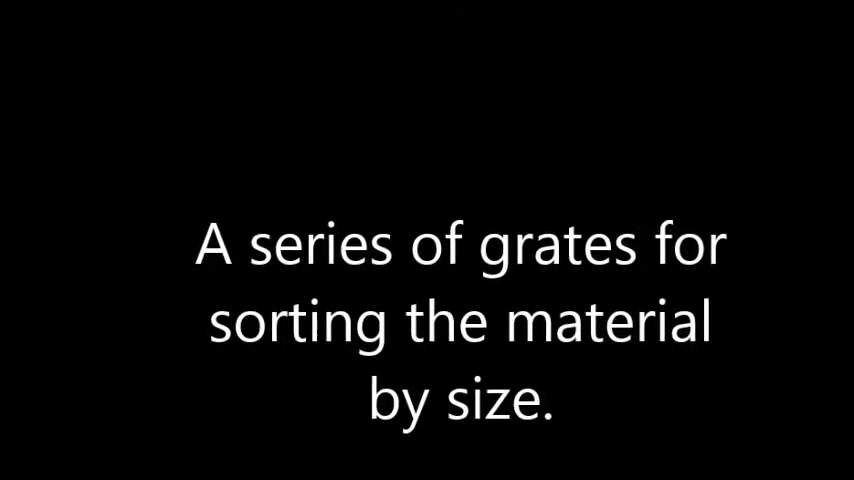 A series of grates for
sorting the material
by size.